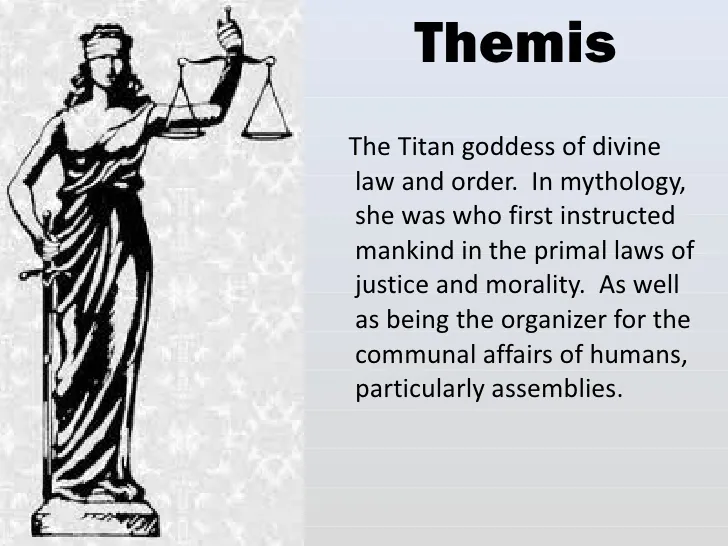 Themis
The Titan goddess of divine
law and order.  In mythology,
she was who first instructed
mankind in the primal laws of
justice and morality.  As well
as being the organizer for the
communal affairs of humans,
particularly assemblies.